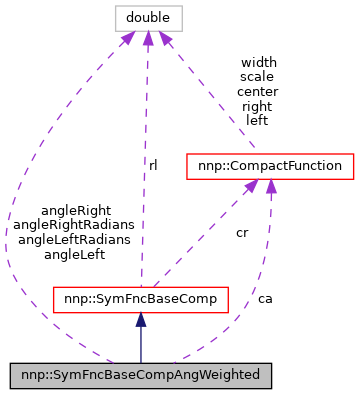 double
width
scale
center
right
left
rl
nnp::CompactFunction
angleRight
angleRightRadians
angleLeftRadians
angleLeft
cr
nnp::SymFncBaseComp
ca
nnp::SymFncBaseCompAngWeighted